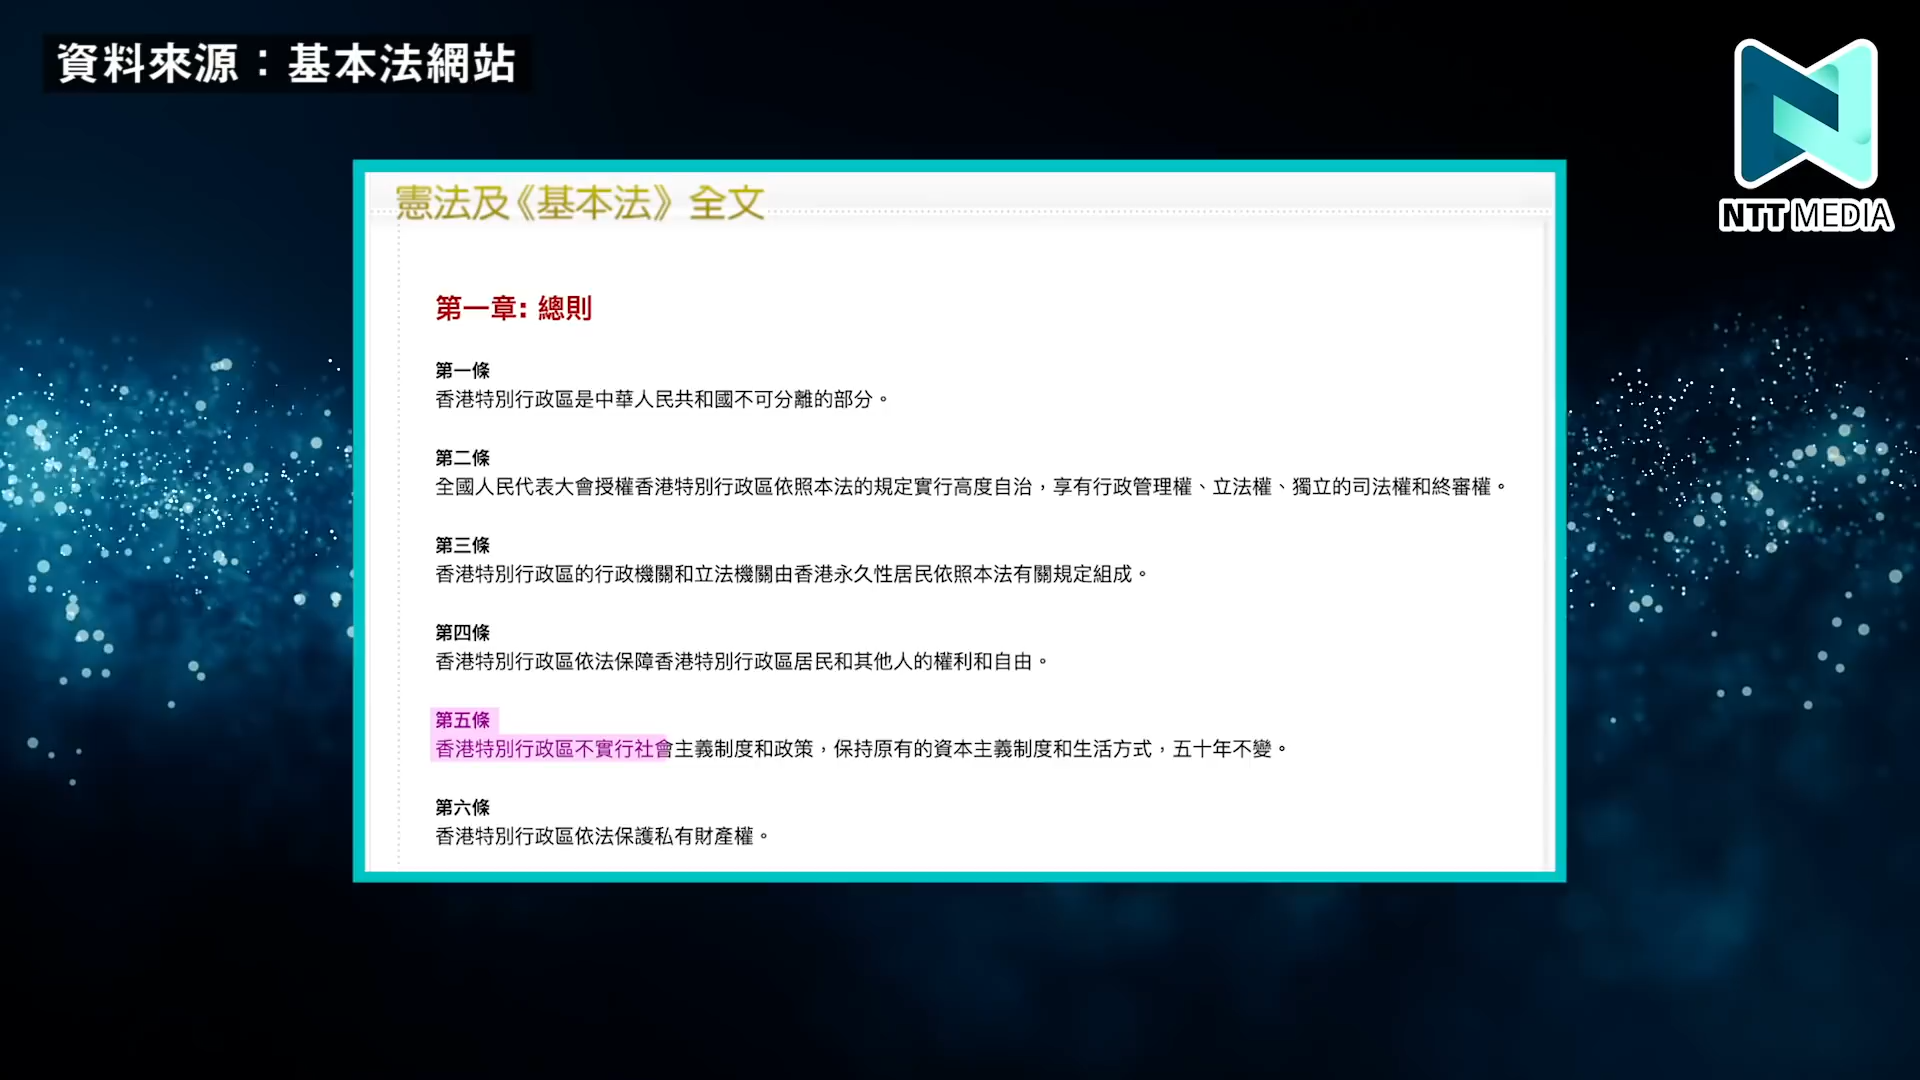 資料來源：基本法網站
NTT MEDIA
憲法及《基本法》全文
第一章: 總則
第一條
香港特別行政區是中華人民共和國不可分離的部分。
第二條
全國人民代表大會授權香港特別行政區依照本法的規定實行高度自治，享有行政管理權、立法權、獨立的司法權和終審權。
第三條
香港特別行政區的行政機關和立法機關由香港永久性居民依照本法有關規定組成。
第四條
香港特別行政區依法保障香港特別行政區居民和其他人的權利和自由。
第五條
香港特別行政區不實行社會主義制度和政策，保持原有的資本主義制度和生活方式，五十年不變。
第六條
香港特別行政區依法保護私有財產權。